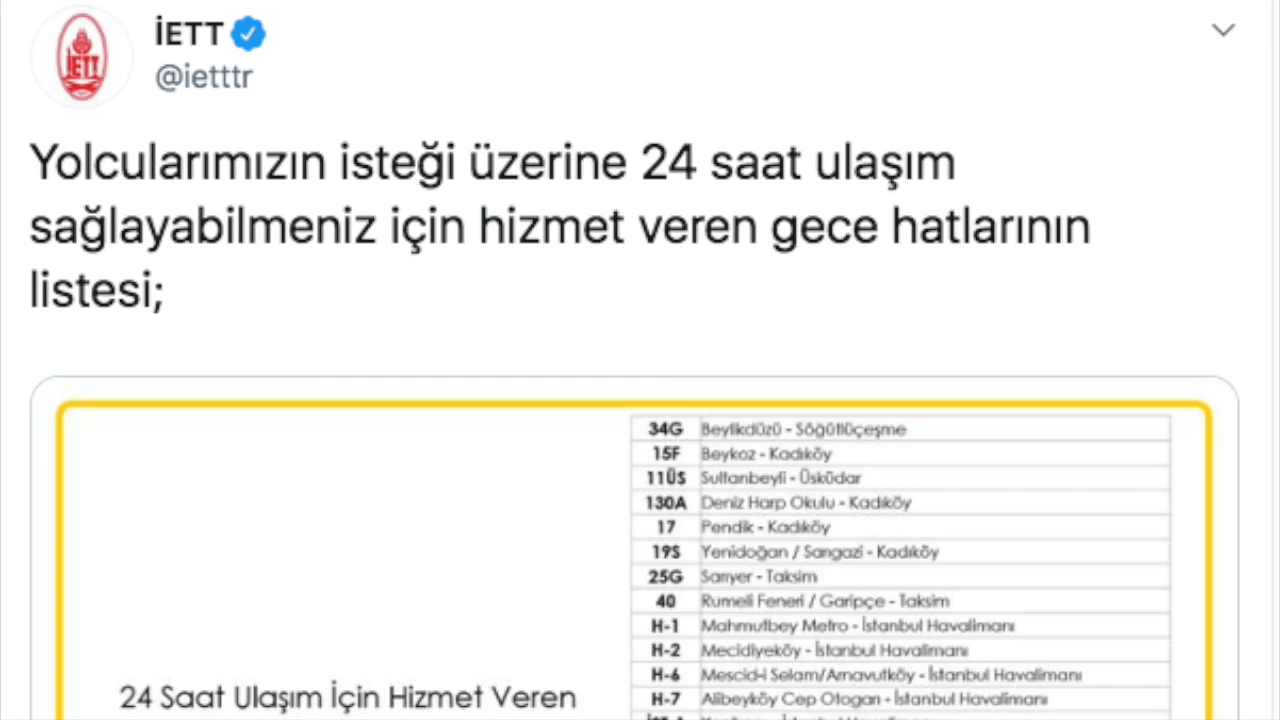 İETT
@ietttr
Yolcularımızın isteği üzerine 24 saat ulaşım
sağlayabilmeniz için hizmet veren gece hatlarının
listesi;
34G Beylikdüzü - Söğütlüçeşme
15F Beykoz - Kadıköy
11ÜS Sultanbeyli - Üsküdar
130A Deniz Harp Okulu - Kadıköy
17 Pendik - Kadıköy
19S Yenidoğan / Sarıgazi - Kadıköy
25G Sarıyer - Taksim
40 Rumeli Feneri / Garipçe - Taksim
H-1 Mahmutbey Metro - İstanbul Havalimanı
H-2 Mecidiyeköy - İstanbul Havalimanı
H-6 Mescid-i Selam/Arnavutköy - İstanbul Havalimanı
H-7 Alibeyköy Cep Otogarı - İstanbul Havalimanı
24 Saat Ulaşım İçin Hizmet Veren